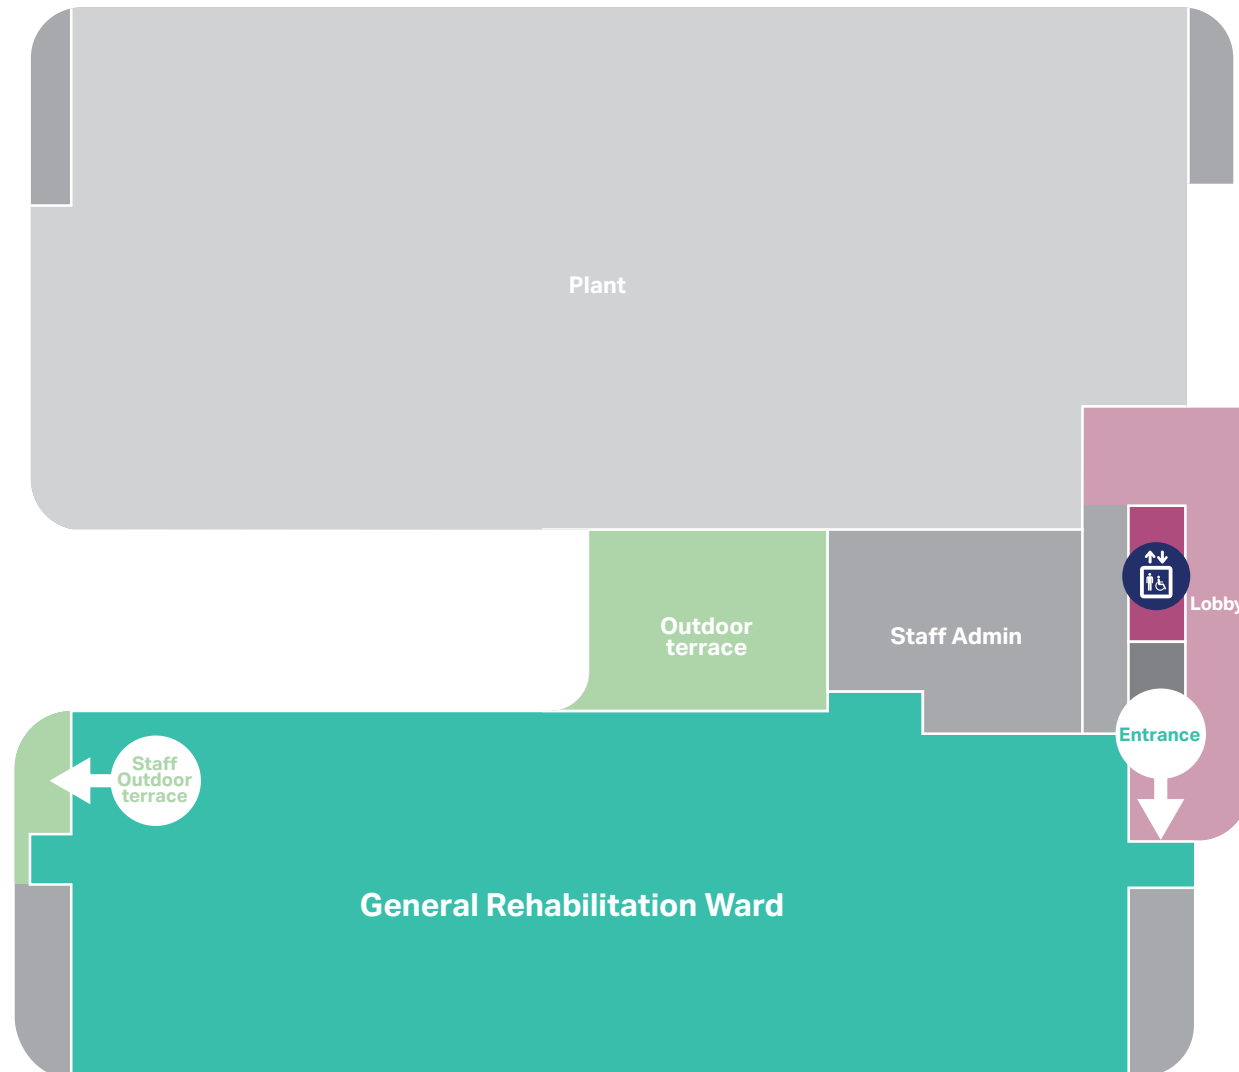 Plant
Lobby
Outdoor
terrace
Staff Admin
Entrance
Staff
Outdoor
terrace
General Rehabilitation Ward